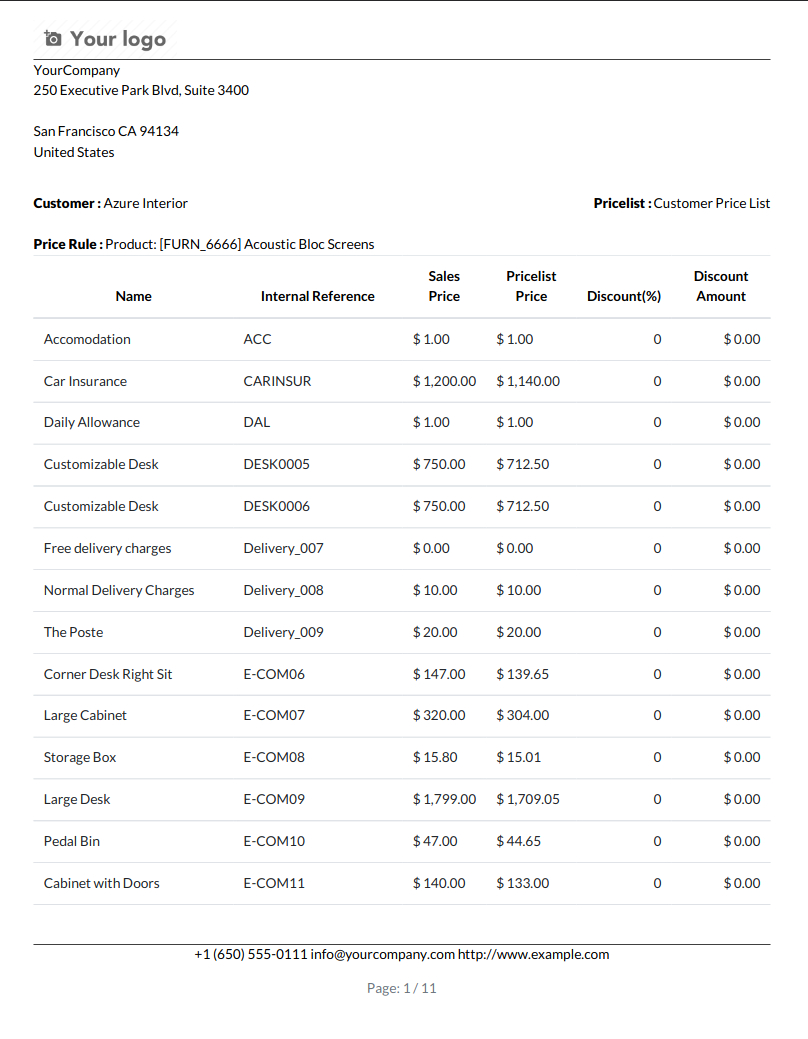 Your logo
YourCompany
250 Executive Park Blvd, Suite 3400
San Francisco CA 94134
United States
Customer : Azure Interior Pricelist : Customer Price List
Price Rule : Product: [FURN_6666] Acoustic Bloc Screens
Name Internal Reference Sales Price Pricelist Price Discount(%) Discount Amount
Accomodation ACC $ 1.00 $ 1.00 0 $ 0.00
Car Insurance CARINSUR $ 1,200.00 $ 1,140.00 0 $ 0.00
Daily Allowance DAL $ 1.00 $ 1.00 0 $ 0.00
Customizable Desk DESK0005 $ 750.00 $ 712.50 0 $ 0.00
Customizable Desk DESK0006 $ 750.00 $ 712.50 0 $ 0.00
Free delivery charges Delivery_007 $ 0.00 $ 0.00 0 $ 0.00
Normal Delivery Charges Delivery_008 $ 10.00 $ 10.00 0 $ 0.00
The Poste Delivery_009 $ 20.00 $ 20.00 0 $ 0.00
Corner Desk Right Sit E-COM06 $ 147.00 $ 139.65 0 $ 0.00
Large Cabinet E-COM07 $ 320.00 $ 304.00 0 $ 0.00
Storage Box E-COM08 $ 15.80 $ 15.01 0 $ 0.00
Large Desk E-COM09 $ 1,799.00 $ 1,709.05 0 $ 0.00
Pedal Bin E-COM10 $ 47.00 $ 44.65 0 $ 0.00
Cabinet with Doors E-COM11 $ 140.00 $ 133.00 0 $ 0.00
+1 (650) 555-0111 info@yourcompany.com http://www.example.com
Page: 1 / 11